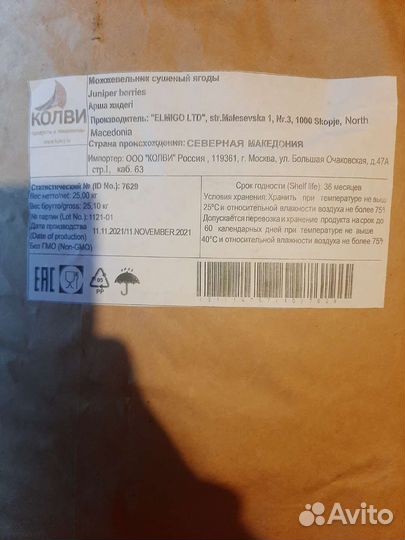 Можжевельник сушеный ягоды
Juniper berries
Арша жидегі
КОЛВИ
Производитель: "ELMIGO LTD", str.Malesevska 1, Nr.3, 1000 Skopje, North
Macedonia
Страна происхождения: СЕВЕРНАЯ МАКЕДОНИЯ
Импортер: ООО "КОЛВИ" Россия , 119361, г. Москва, ул. Большая Очаковская, д.47А
стр.I, каб. 63
Статистический № (ID No.): 7629
Вес нетто/net: 25,00 кг
Вес брутто/gross: 25,10 кг
№ партии (Lot No.): 1121-01
Дата производства 11.11.2021/11.NOVEMBER.2021
(Date of production)
Без ГМО (Non-GMO)
Срок годности (Shelf life): 36 месяцев
Условия хранения: Хранить при температуре не выше
25°С и относительной влажности воздуха не более 75%
Допускается перевозка и хранение продукта на срок до
60 календарных дней при температуре не выше
40°С и относительной влажности воздуха не более 75%
EAC
PAP
Avito